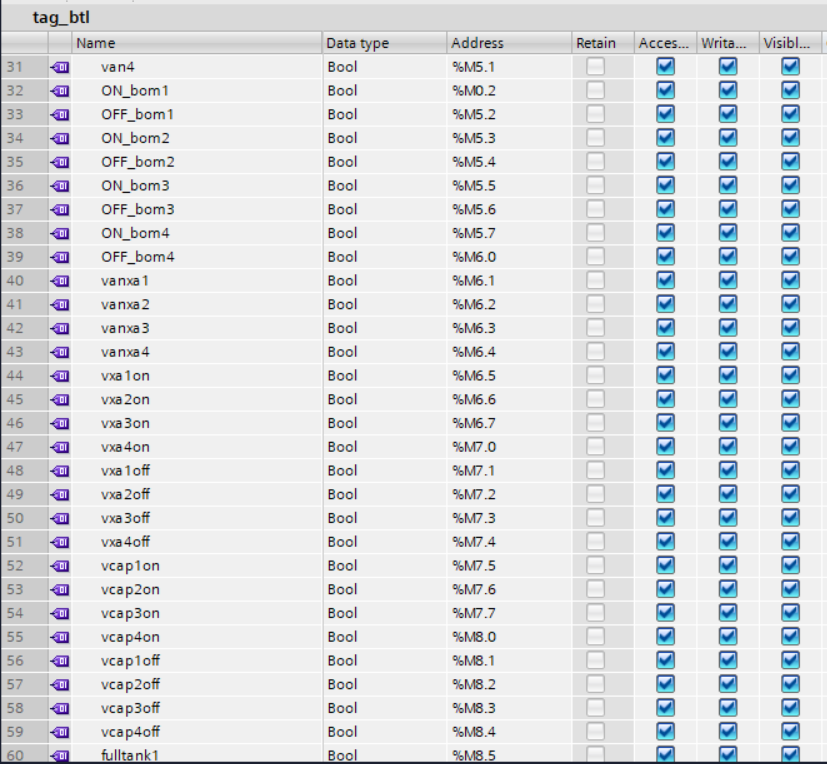 tag_btl
Name Data type Address Retain Acces... Writa... Visibl...
31 van4 Bool %M5.1
32 ON_bom1 Bool %M0.2
33 OFF_bom1 Bool %M5.2
34 ON_bom2 Bool %M5.3
35 OFF_bom2 Bool %M5.4
36 ON_bom3 Bool %M5.5
37 OFF_bom3 Bool %M5.6
38 ON_bom4 Bool %M5.7
39 OFF_bom4 Bool %M6.0
40 vanxa1 Bool %M6.1
41 vanxa2 Bool %M6.2
42 vanxa3 Bool %M6.3
43 vanxa4 Bool %M6.4
44 vxa1on Bool %M6.5
45 vxa2on Bool %M6.6
46 vxa3on Bool %M6.7
47 vxa4on Bool %M7.0
48 vxa1off Bool %M7.1
49 vxa2off Bool %M7.2
50 vxa3off Bool %M7.3
51 vxa4off Bool %M7.4
52 vcap1on Bool %M7.5
53 vcap2on Bool %M7.6
54 vcap3on Bool %M7.7
55 vcap4on Bool %M8.0
56 vcap1off Bool %M8.1
57 vcap2off Bool %M8.2
58 vcap3off Bool %M8.3
59 vcap4off Bool %M8.4
60 fulltank1 Bool %M8.5